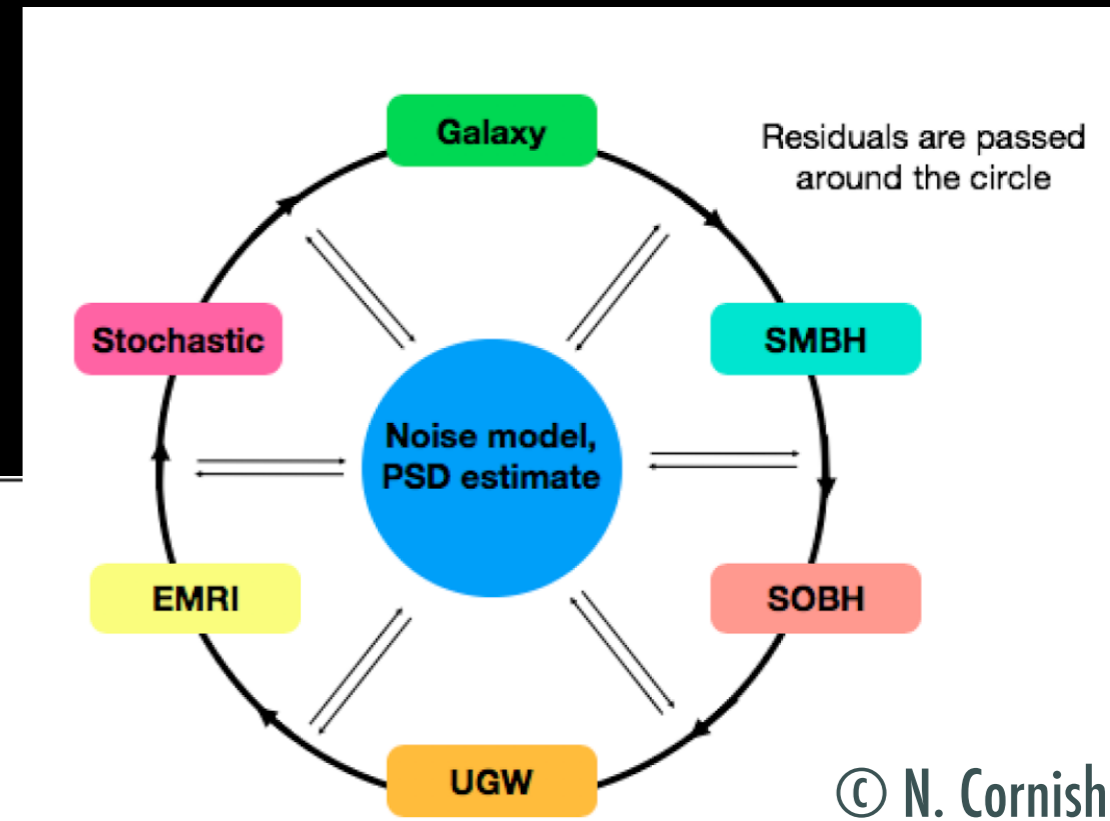 Galaxy
Residuals are passed
around the circle
Stochastic
SMBH
Noise model,
PSD estimate
EMRI
SOBH
UGW
© N. Cornish